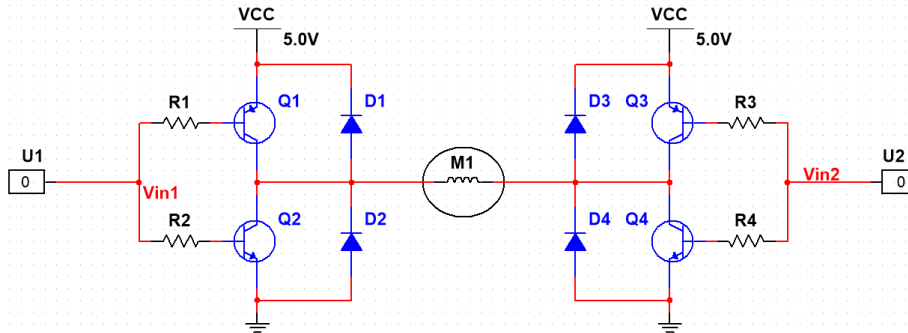 VCC VCC
5.0V 5.0V
R1 Q1 D1 D3 Q3 R3
U1 M1 U2
0 Vin1 Vin2 0
R2 Q2 D2 D4 Q4 R4